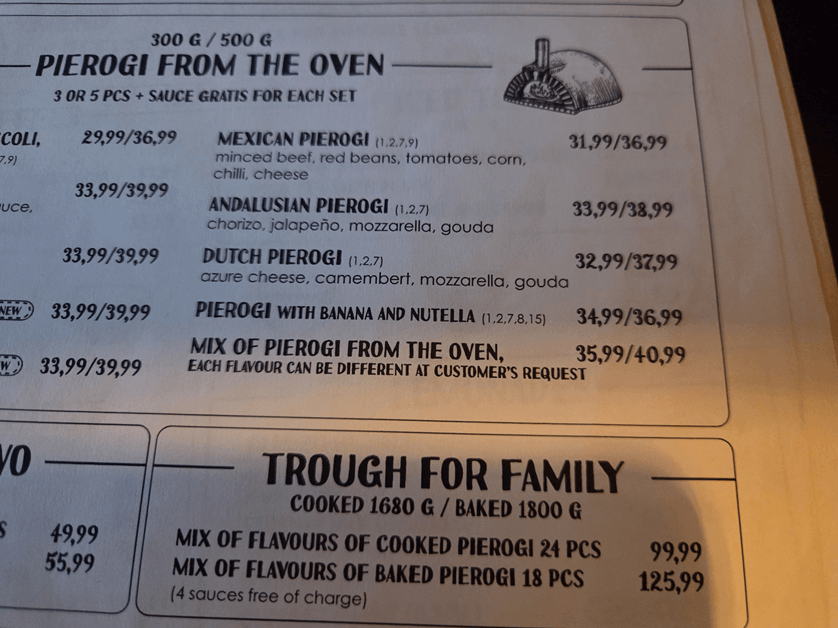 300 G / 500 G
PIEROGI FROM THE OVEN
3 OR 5 PCS + SAUCE GRATIS FOR EACH SET
COLI, 29,99/36,99
7,9)
33,99/39,99
uce,
33,99/39,99
NEW 33,99/39,99
W 33,99/39,99
MEXICAN PIEROGI (1,2,7,9) 31,99/36,99
minced beef, red beans, tomatoes, corn,
chilli, cheese
ANDALUSIAN PIEROGI (1,2,7) 33,99/38,99
chorizo, jalapeño, mozzarella, gouda
DUTCH PIEROGI (1,2,7) 32,99/37,99
azure cheese, camembert, mozzarella, gouda
PIEROGI WITH BANANA AND NUTELLA (1,2,7,8,15) 34,99/36,99
MIX OF PIEROGI FROM THE OVEN, 35,99/40,99
EACH FLAVOUR CAN BE DIFFERENT AT CUSTOMER'S REQUEST
VO
S 49,99
55,99
TROUGH FOR FAMILY
COOKED 1680 G / BAKED 1800 G
MIX OF FLAVOURS OF COOKED PIEROGI 24 PCS 99,99
MIX OF FLAVOURS OF BAKED PIEROGI 18 PCS 125,99
(4 sauces free of charge)